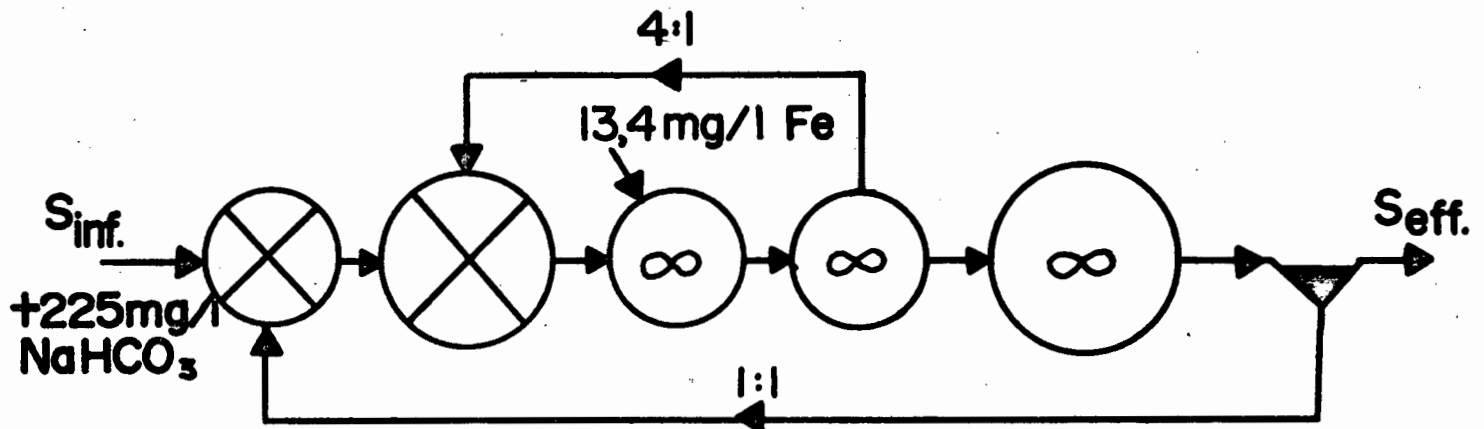 4:1
13,4 mg/l Fe
Sinf.
Seff.
+225mg/l
NaHCO₃
∞
∞
∞
1:1